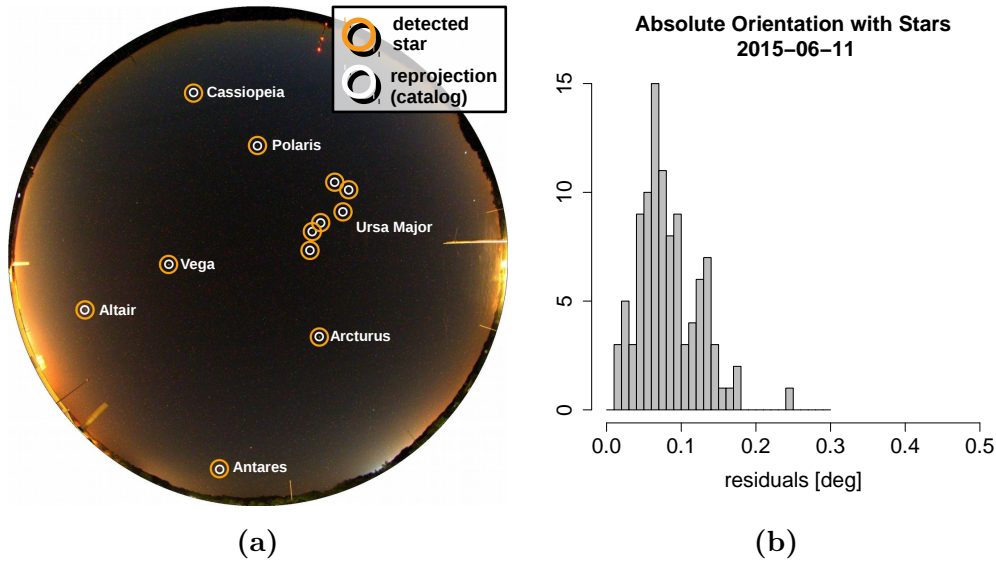 detected
star
reprojection
(catalog)
Cassiopeia
Polaris
Ursa Major
Vega
Altair
Arcturus
Antares
(a)
Absolute Orientation with Stars
2015−06−11
15
10
5
0
0.0 0.1 0.2 0.3 0.4 0.5
residuals [deg]
(b)